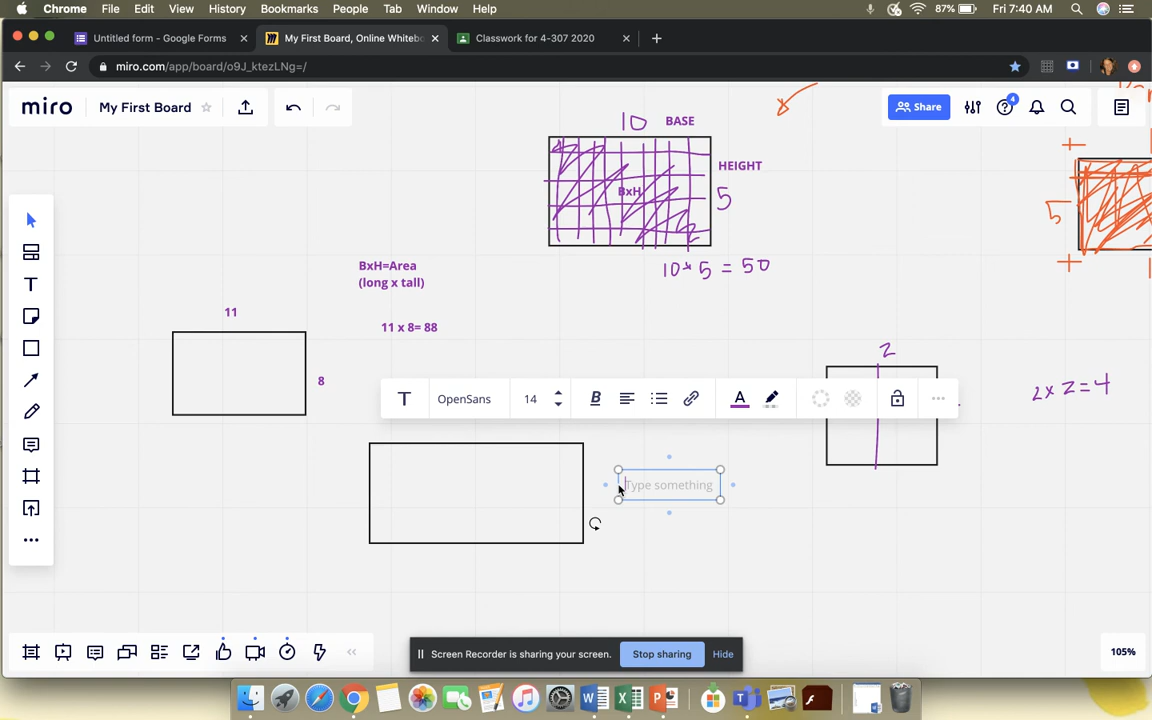 Chrome File Edit View History Bookmarks People Tab Window Help 87% Fri 7:40 AM
Untitled form - Google Forms
My First Board, Online Whitebo
Classwork for 4-307 2020
miro.com/app/board/o9J_ktezLNg=/
miro My First Board
Share
4
10 BASE
HEIGHT
BxH
5
5
10 * 5 = 50
BxH=Area
(long x tall)
11
11 x 8= 88
8
2
2 x 2 = 4
T OpenSans 14 B A
Type something
T
Screen Recorder is sharing your screen. Stop sharing Hide
105%